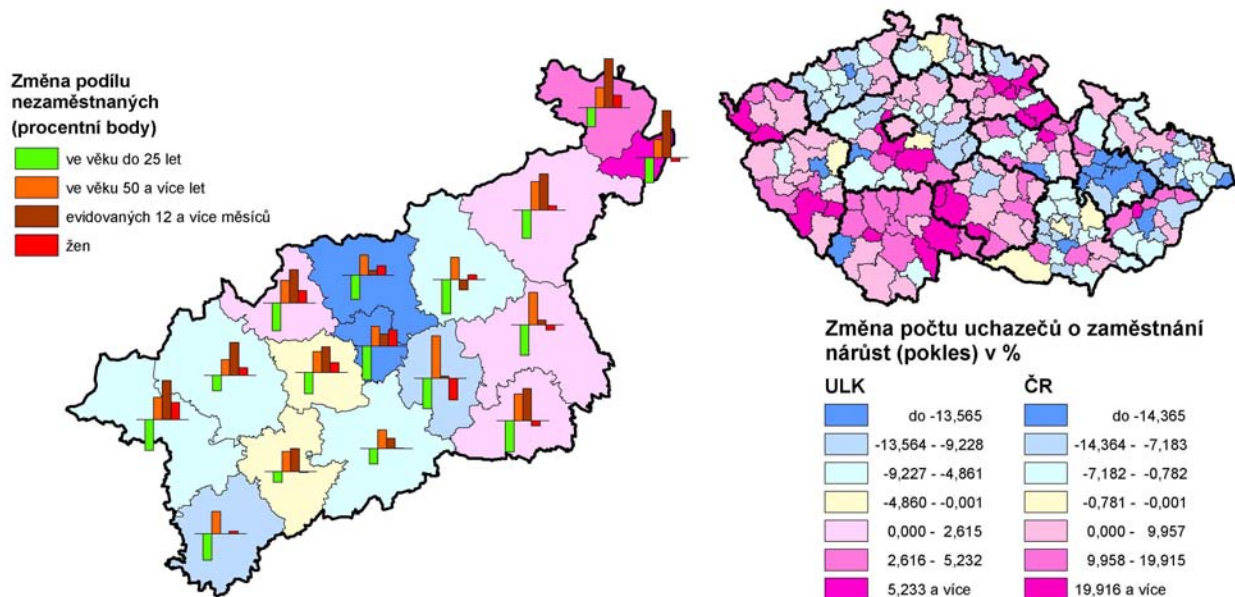 Změna podílu
nezaměstnaných
(procentní body)
ve věku do 25 let
ve věku 50 a více let
evidovaných 12 a více měsíců
žen
Změna počtu uchazečů o zaměstnání
nárůst (pokles) v %
ULK ČR
do -13,565 do -14,365
-13,564 - -9,228 -14,364 - -7,183
-9,227 - -4,861 -7,182 - -0,782
-4,860 - -0,001 -0,781 - -0,001
0,000 - 2,615 0,000 - 9,957
2,616 - 5,232 9,958 - 19,915
5,233 a více 19,916 a více